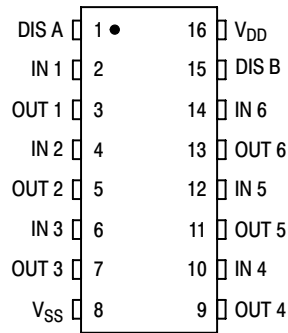 DIS A 1 16 VDD
IN 1 2 15 DIS B
OUT 1 3 14 IN 6
IN 2 4 13 OUT 6
OUT 2 5 12 IN 5
IN 3 6 11 OUT 5
OUT 3 7 10 IN 4
VSS 8 9 OUT 4